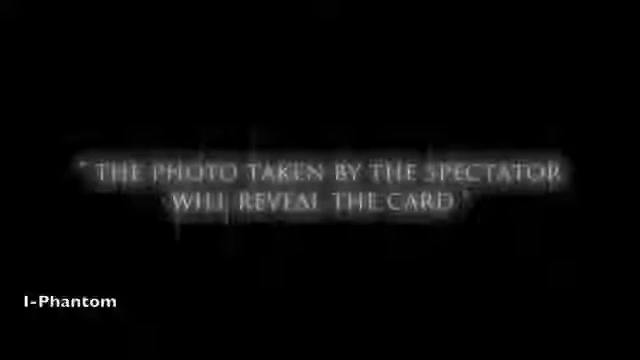 " THE PHOTO TAKEN BY THE SPECTATOR
WILL REVEAL THE CARD "
I-Phantom